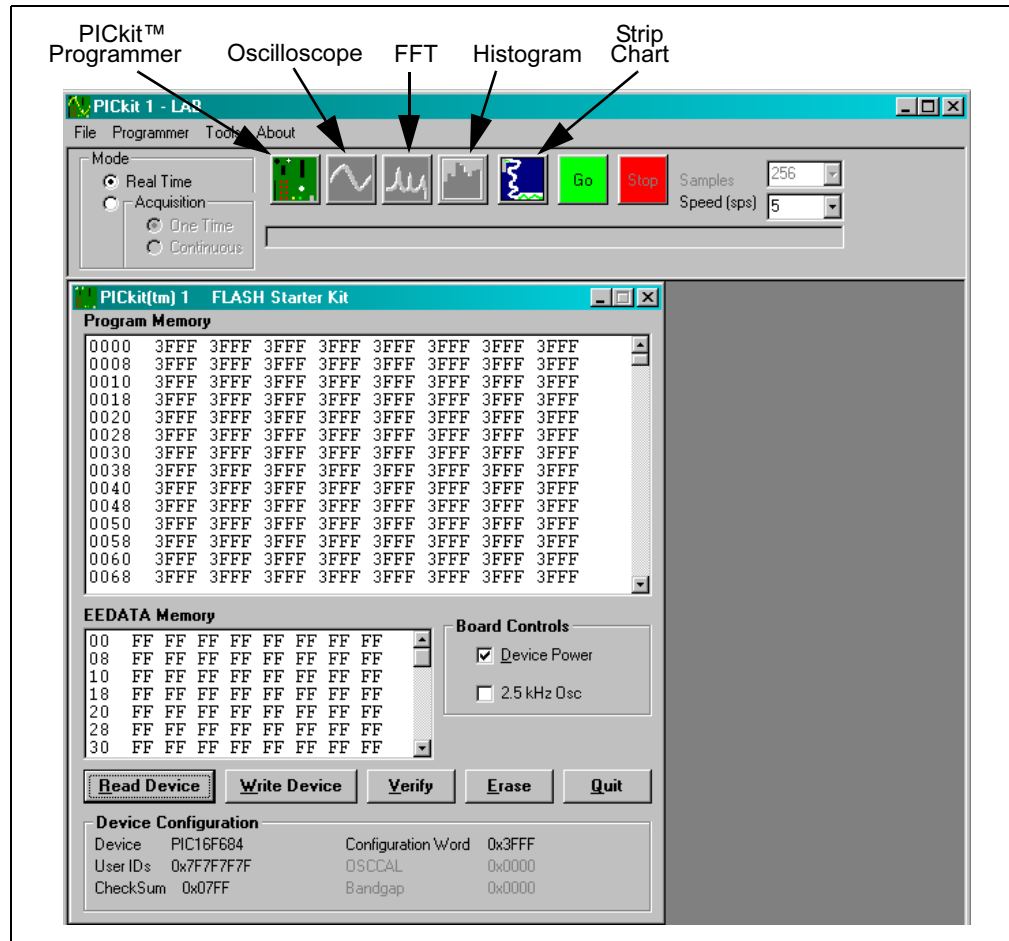 PICkit™
Programmer
Oscilloscope
FFT
Histogram
Strip
Chart
PICkit 1 - LAB
File Programmer Tools About
Mode
Real Time
Acquisition
One Time
Continuous
Go
Stop
Samples 256
Speed (sps) 5
PICkit(tm) 1 FLASH Starter Kit
Program Memory
0000 3FFF 3FFF 3FFF 3FFF 3FFF 3FFF 3FFF 3FFF
0008 3FFF 3FFF 3FFF 3FFF 3FFF 3FFF 3FFF 3FFF
0010 3FFF 3FFF 3FFF 3FFF 3FFF 3FFF 3FFF 3FFF
0018 3FFF 3FFF 3FFF 3FFF 3FFF 3FFF 3FFF 3FFF
0020 3FFF 3FFF 3FFF 3FFF 3FFF 3FFF 3FFF 3FFF
0028 3FFF 3FFF 3FFF 3FFF 3FFF 3FFF 3FFF 3FFF
0030 3FFF 3FFF 3FFF 3FFF 3FFF 3FFF 3FFF 3FFF
0038 3FFF 3FFF 3FFF 3FFF 3FFF 3FFF 3FFF 3FFF
0040 3FFF 3FFF 3FFF 3FFF 3FFF 3FFF 3FFF 3FFF
0048 3FFF 3FFF 3FFF 3FFF 3FFF 3FFF 3FFF 3FFF
0050 3FFF 3FFF 3FFF 3FFF 3FFF 3FFF 3FFF 3FFF
0058 3FFF 3FFF 3FFF 3FFF 3FFF 3FFF 3FFF 3FFF
0060 3FFF 3FFF 3FFF 3FFF 3FFF 3FFF 3FFF 3FFF
0068 3FFF 3FFF 3FFF 3FFF 3FFF 3FFF 3FFF 3FFF
EEDATA Memory
00 FF FF FF FF FF FF FF FF
08 FF FF FF FF FF FF FF FF
10 FF FF FF FF FF FF FF FF
18 FF FF FF FF FF FF FF FF
20 FF FF FF FF FF FF FF FF
28 FF FF FF FF FF FF FF FF
30 FF FF FF FF FF FF FF FF
Board Controls
Device Power
2.5 kHz Osc
Read Device
Write Device
Verify
Erase
Quit
Device Configuration
Device PIC16F684 Configuration Word 0x3FFF
User IDs 0x7F7F7F7F OSCCAL 0x0000
CheckSum 0x07FF Bandgap 0x0000